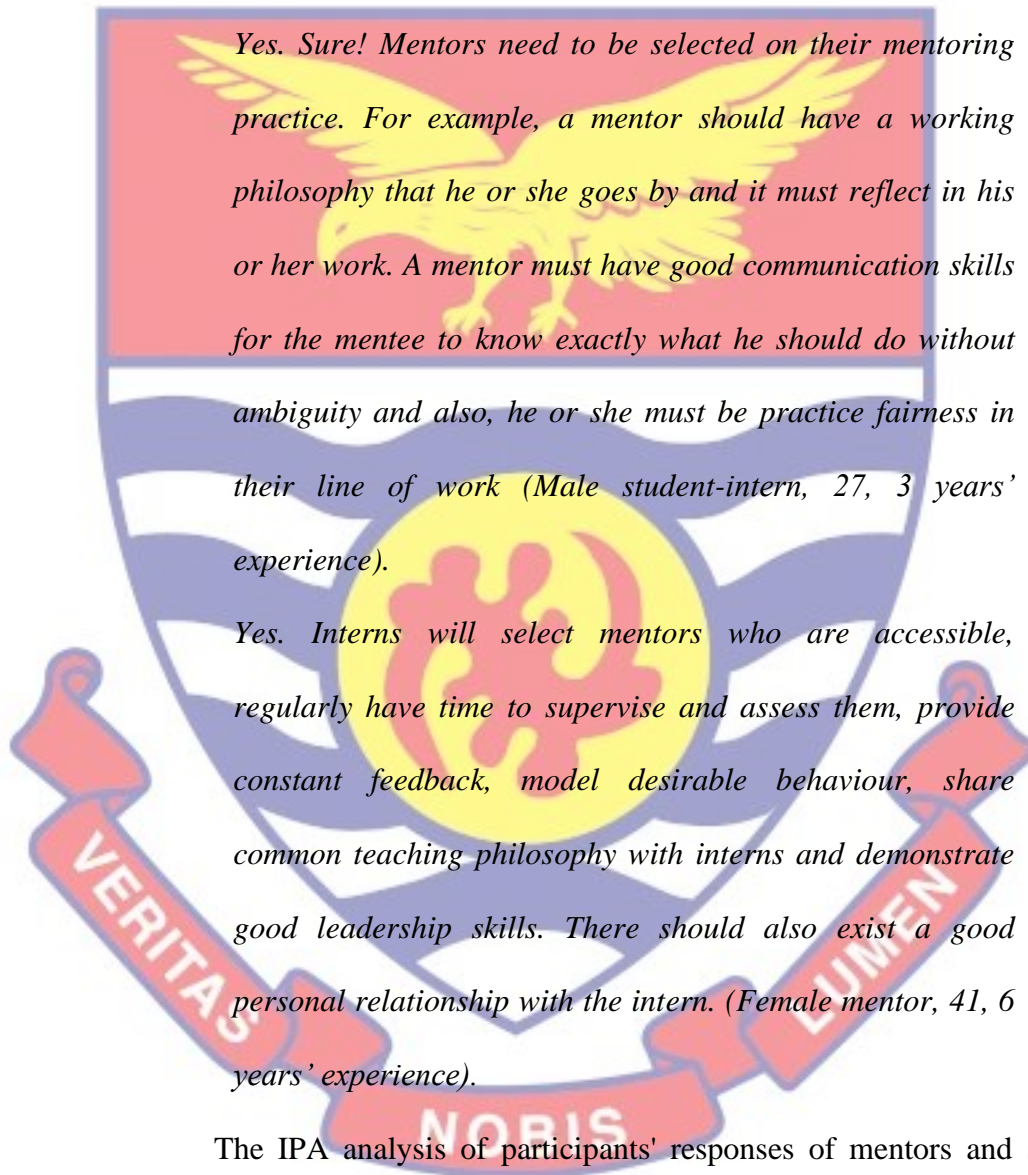 Yes. Sure! Mentors need to be selected on their mentoring
practice. For example, a mentor should have a working
philosophy that he or she goes by and it must reflect in his
or her work. A mentor must have good communication skills
for the mentee to know exactly what he should do without
ambiguity and also, he or she must be practice fairness in
their line of work (Male student-intern, 27, 3 years’
experience).
Yes. Interns will select mentors who are accessible,
regularly have time to supervise and assess them, provide
constant feedback, model desirable behaviour, share
common teaching philosophy with interns and demonstrate
good leadership skills. There should also exist a good
personal relationship with the intern. (Female mentor, 41, 6
years’ experience).
The IPA analysis of participants' responses of mentors and
VERITAS
NOBIS
LUMEN